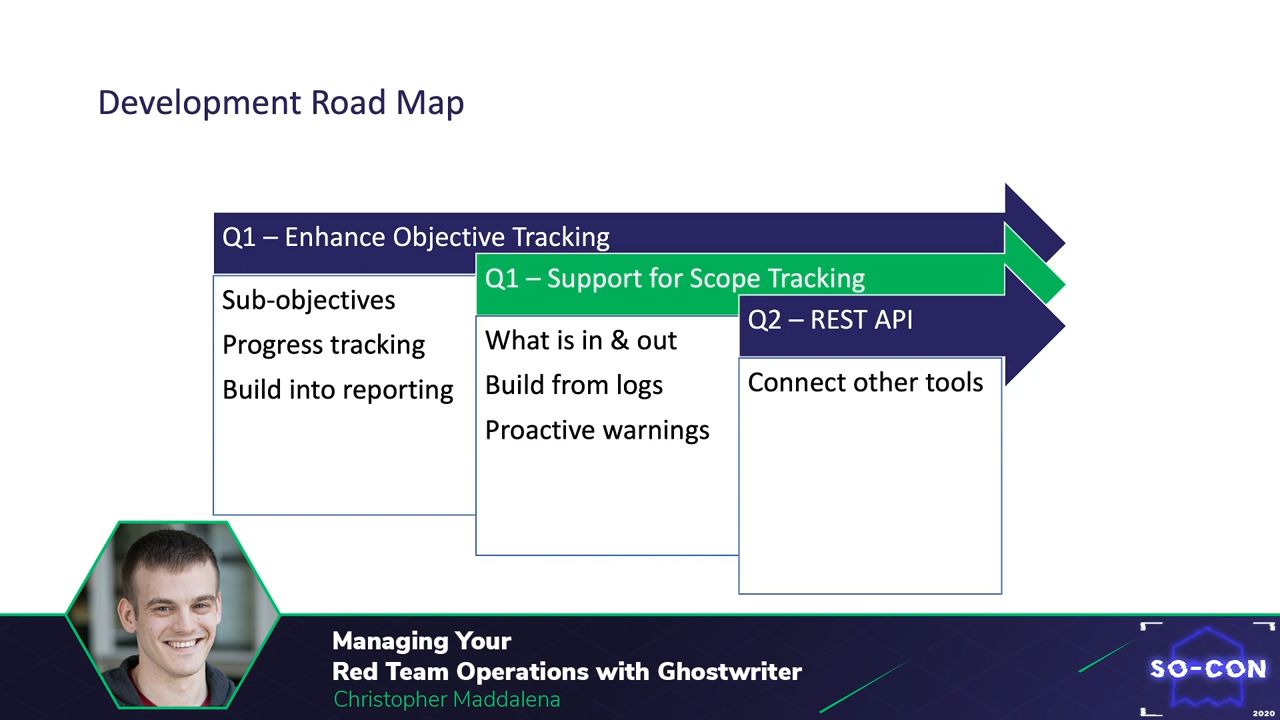 Development Road Map
Q1 – Enhance Objective Tracking
Sub-objectives
Progress tracking
Build into reporting
Q1 – Support for Scope Tracking
What is in & out
Build from logs
Proactive warnings
Q2 – REST API
Connect other tools
Managing Your
Red Team Operations with Ghostwriter
Christopher Maddalena
SO-CON
2020